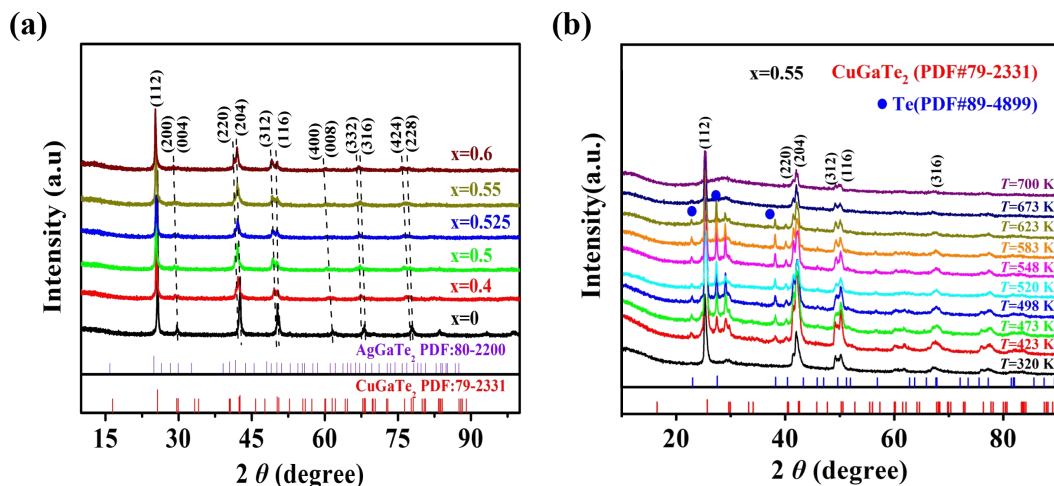 (a)
Intensity (a.u)
(112)
(200)
(004)
(220)
(204)
(312)
(116)
(400)
(008)
(332)
(316)
(424)
(228)
x=0.6
x=0.55
x=0.525
x=0.5
x=0.4
x=0
AgGaTe₂ PDF:80-2200
CuGaTe₂ PDF:79-2331
15 30 45 60 75 90
2 θ (degree)
(b)
Intensity(a.u.)
x=0.55
CuGaTe₂ (PDF#79-2331)
Te(PDF#89-4899)
(112)
(220)
(204)
(312)
(116)
(316)
T=700 K
T=673 K
T=623 K
T=583 K
T=548 K
T=520 K
T=498 K
T=473 K
T=423 K
T=320 K
20 40 60 80
2 θ (degree)